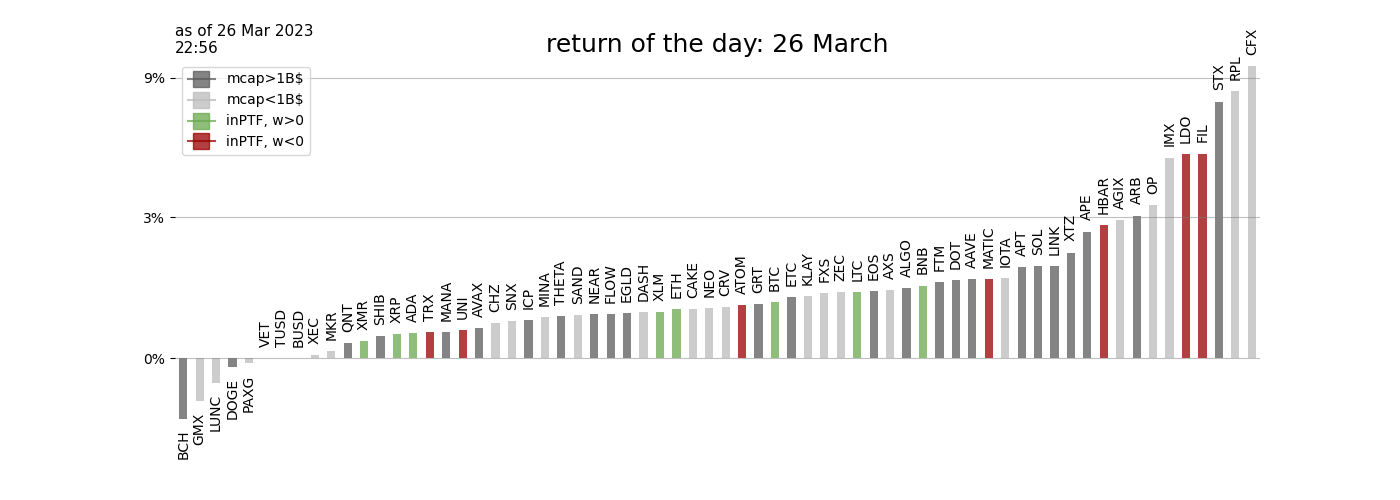 as of 26 Mar 2023
22:56
return of the day: 26 March
mcap>1B$
mcap<1B$
inPTF, w>0
inPTF, w<0
9%
3%
0%
BCH
GMX
LUNC
DOGE
PAXG
VET
TUSD
BUSD
XEC
MKR
QNT
XMR
SHIB
XRP
ADA
TRX
MANA
UNI
AVAX
CHZ
SNX
ICP
MINA
THETA
SAND
NEAR
FLOW
EGLD
DASH
XLM
ETH
CAKE
NEO
CRV
ATOM
GRT
BTC
ETC
KLAY
FXS
ZEC
LTC
EOS
AXS
ALGO
BNB
FTM
DOT
AAVE
MATIC
IOTA
APT
SOL
LINK
XTZ
APE
HBAR
AGIX
ARB
OP
IMX
LDO
FIL
STX
RPL
CFX